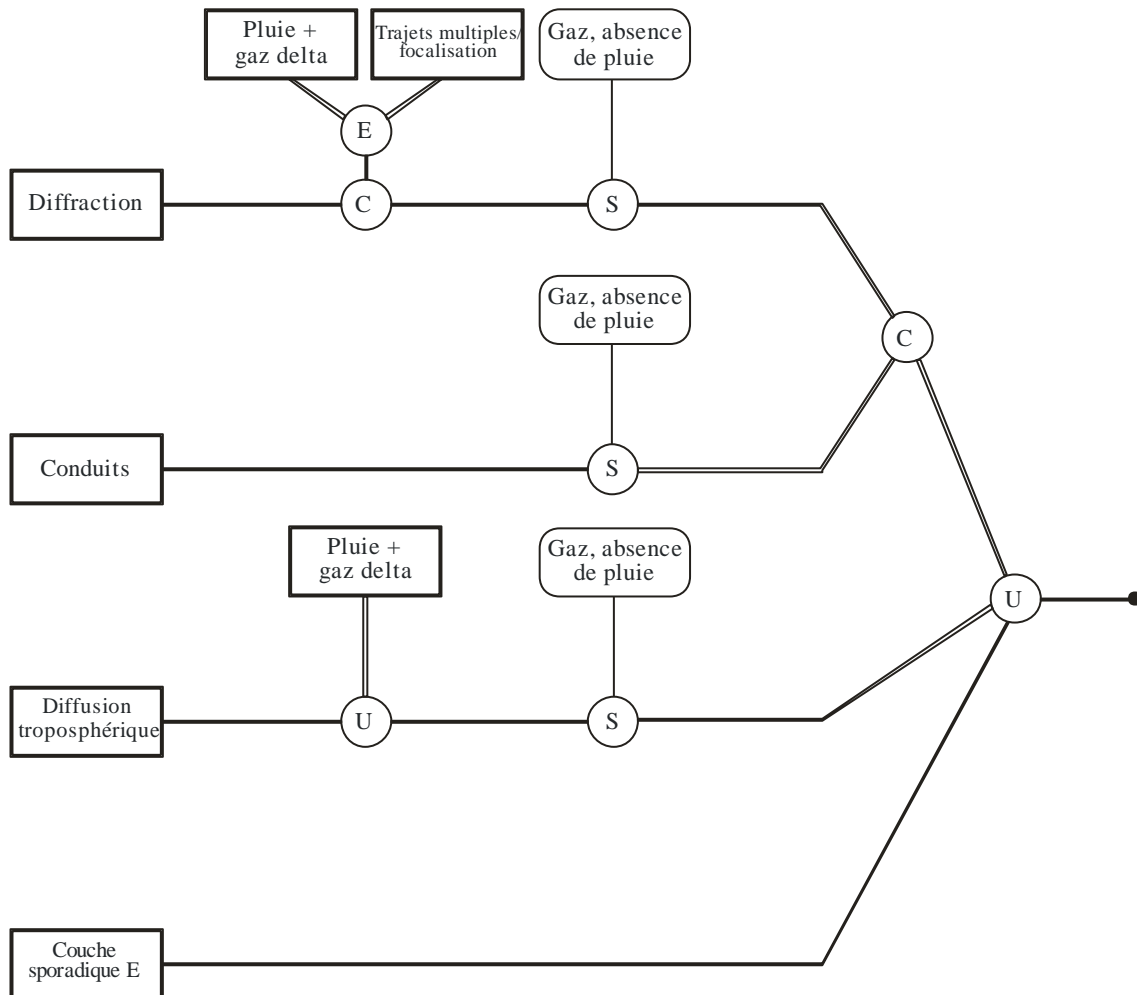 Pluie +
gaz delta
Trajets multiples/
focalisation
Gaz, absence
de pluie
E
Diffraction
C
S
Gaz, absence
de pluie
C
Conduits
S
Pluie +
gaz delta
Gaz, absence
de pluie
U
Diffusion
troposphérique
U
S
Couche
sporadique E